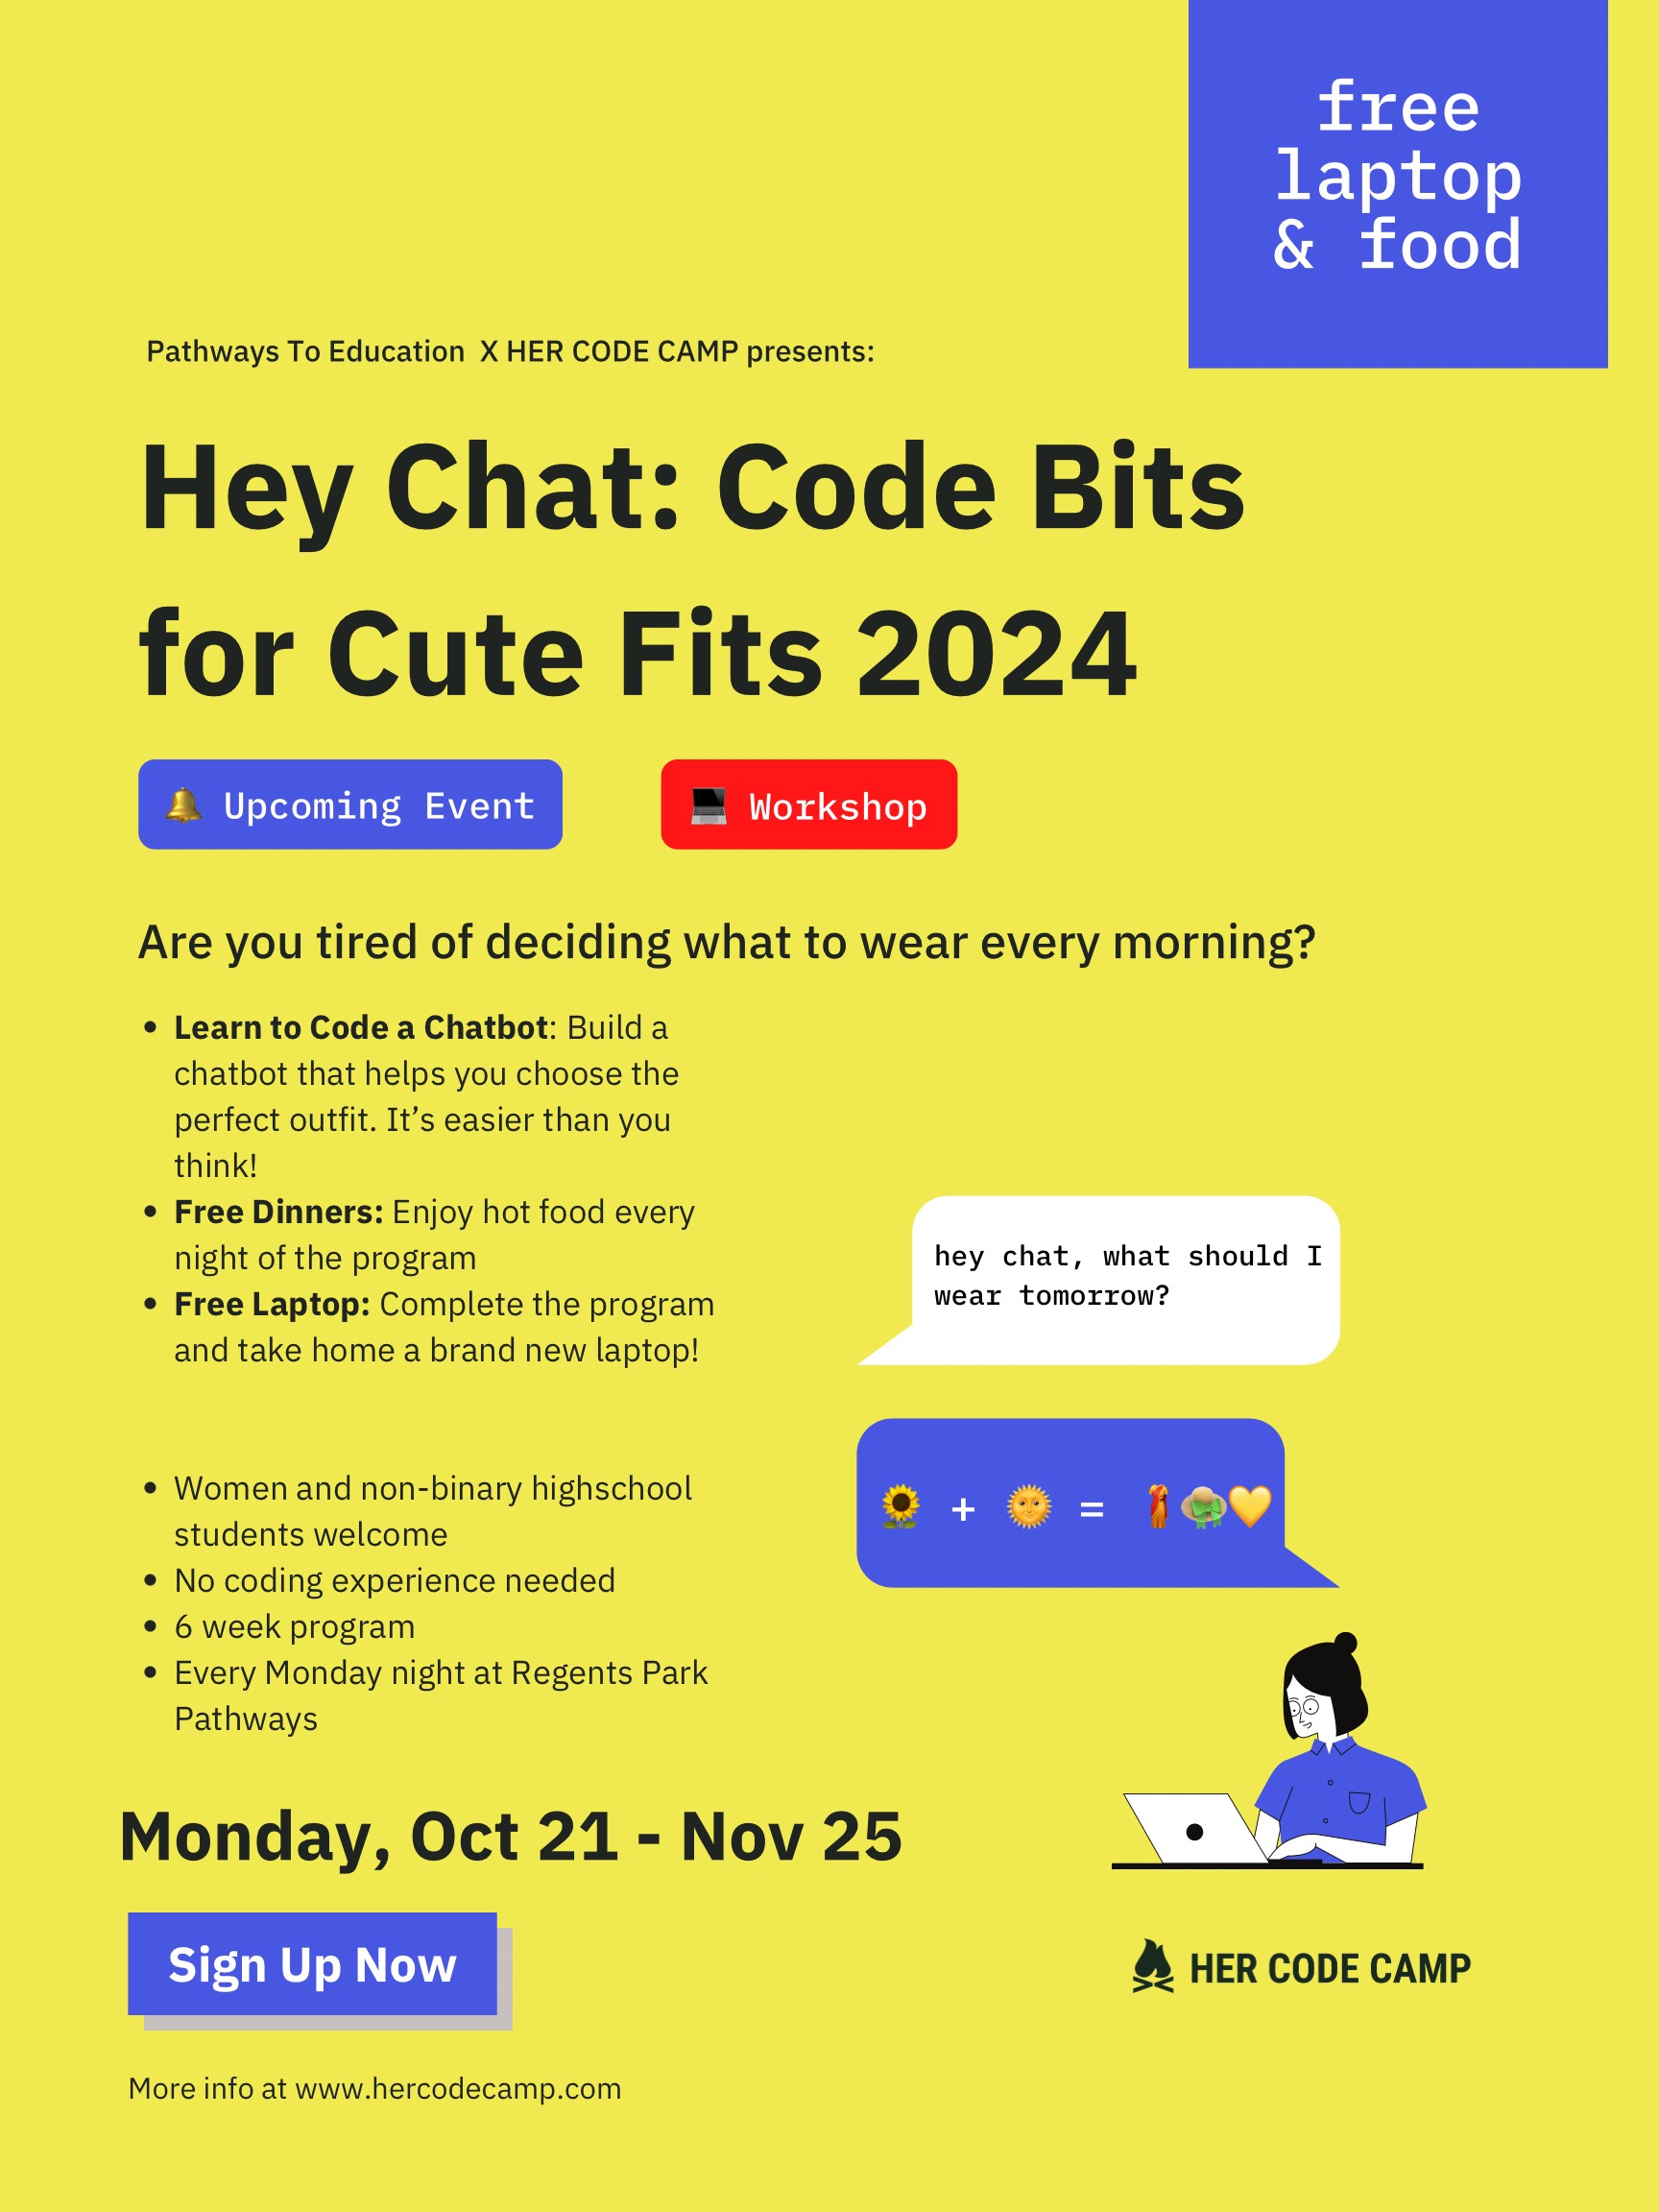 free
laptop
& food
Pathways To Education X HER CODE CAMP presents:
Hey Chat: Code Bits
for Cute Fits 2024
🔔 Upcoming Event
💻 Workshop
Are you tired of deciding what to wear every morning?
• Learn to Code a Chatbot: Build a
chatbot that helps you choose the
perfect outfit. It’s easier than you
think!
• Free Dinners: Enjoy hot food every
night of the program
• Free Laptop: Complete the program
and take home a brand new laptop!
hey chat, what should I
wear tomorrow?
🌻 + 🌞 = 🥻👒💛
• Women and non-binary highschool
students welcome
• No coding experience needed
• 6 week program
• Every Monday night at Regents Park
Pathways
Monday, Oct 21 - Nov 25
Sign Up Now
HER CODE CAMP
More info at www.hercodecamp.com